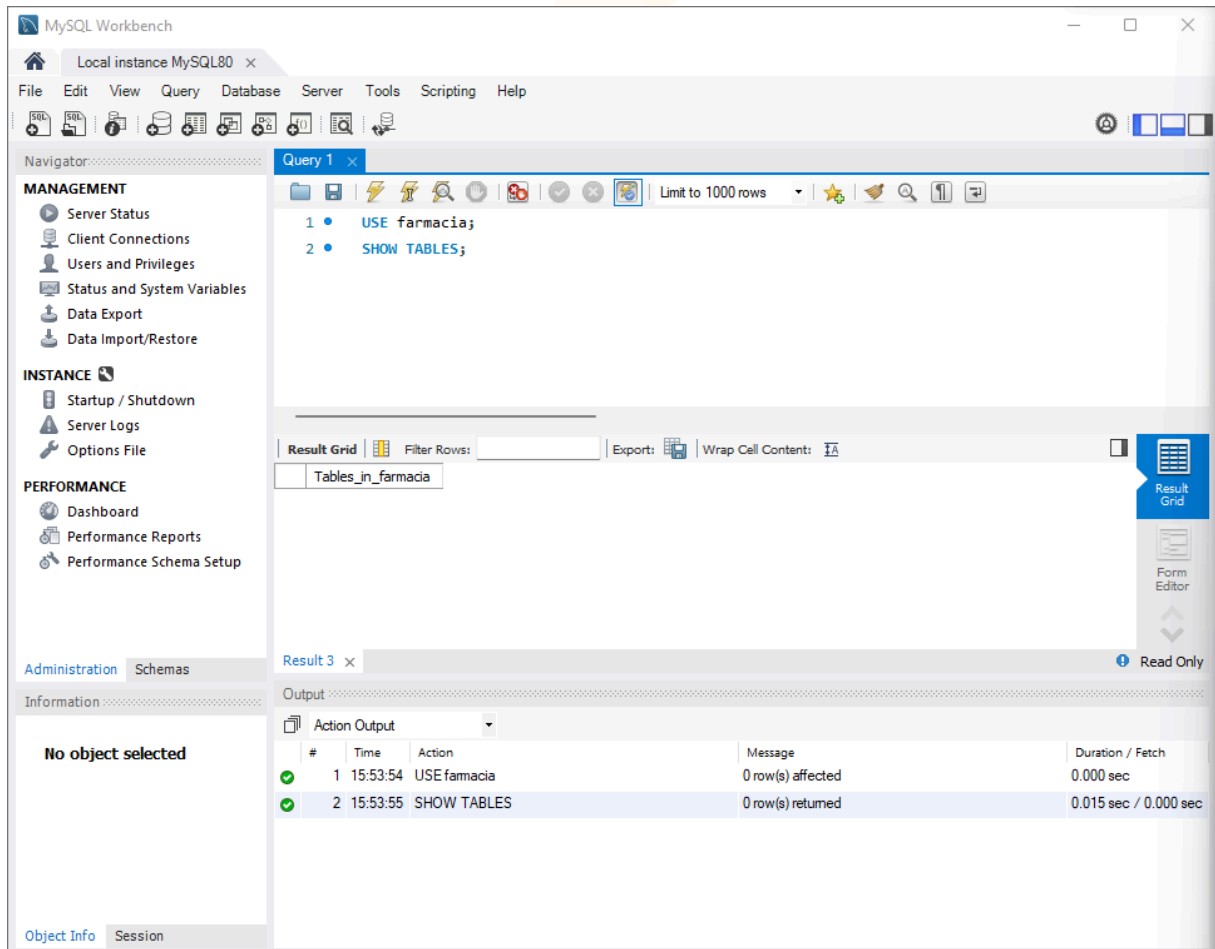 MySQL Workbench
Local instance MySQL80
File Edit View Query Database Server Tools Scripting Help
Navigator
MANAGEMENT
Server Status
Client Connections
Users and Privileges
Status and System Variables
Data Export
Data Import/Restore
INSTANCE
Startup / Shutdown
Server Logs
Options File
PERFORMANCE
Dashboard
Performance Reports
Performance Schema Setup
Administration Schemas
Information
No object selected
Object Info Session
Query 1
Limit to 1000 rows
1 USE farmacia;
2 SHOW TABLES;
Result Grid Filter Rows: Export: Wrap Cell Content:
Tables_in_farmacia
Result
Grid
Form
Editor
Result 3 Read Only
Output
Action Output
# Time Action Message Duration / Fetch
1 15:53:54 USE farmacia 0 row(s) affected 0.000 sec
2 15:53:55 SHOW TABLES 0 row(s) returned 0.015 sec / 0.000 sec